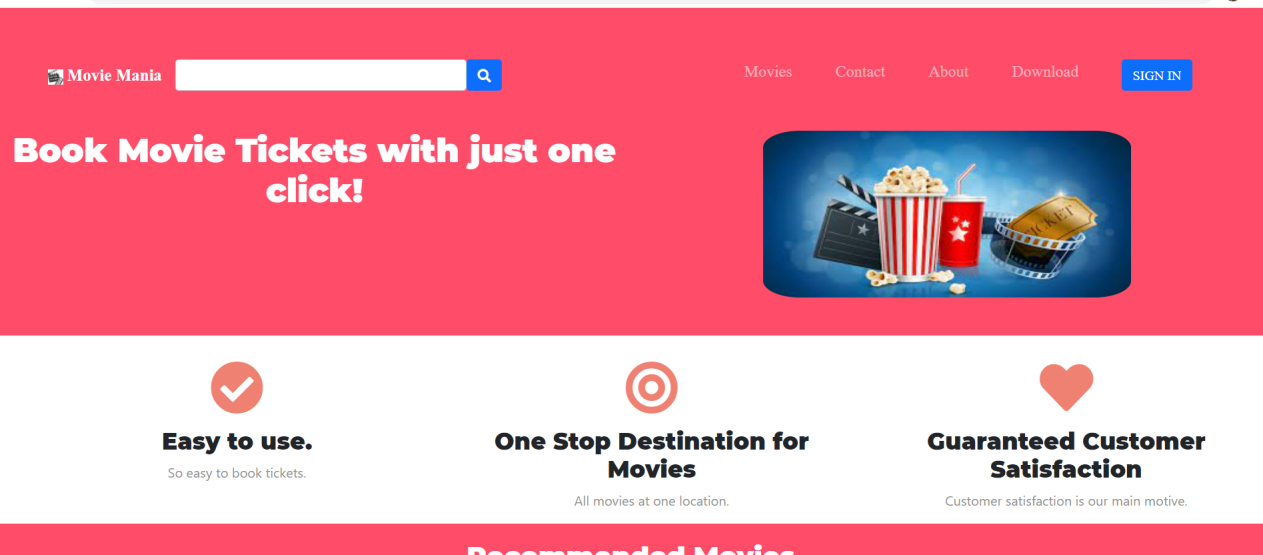 Movie Mania
Movies Contact About Download SIGN IN
Book Movie Tickets with just one
click!
TICKET
Easy to use.
So easy to book tickets.
One Stop Destination for
Movies
All movies at one location.
Guaranteed Customer
Satisfaction
Customer satisfaction is our main motive.
Recommended Movies